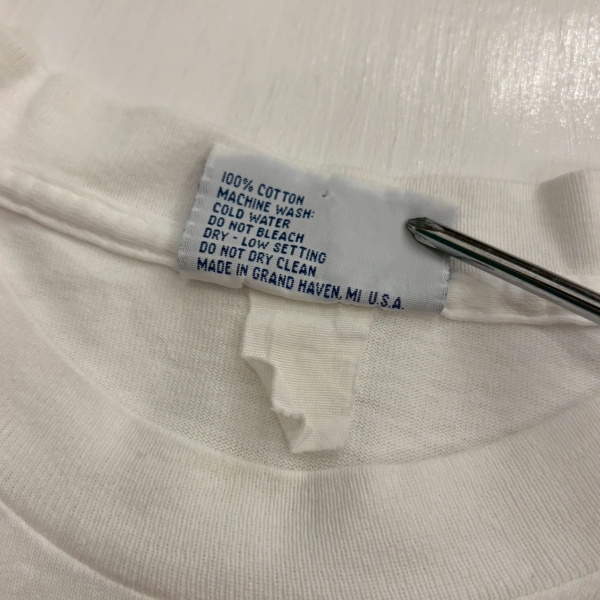 100% COTTON
MACHINE WASH:
COLD WATER
DO NOT BLEACH
DRY - LOW SETTING
DO NOT DRY CLEAN
MADE IN GRAND HAVEN, MI U.S.A.